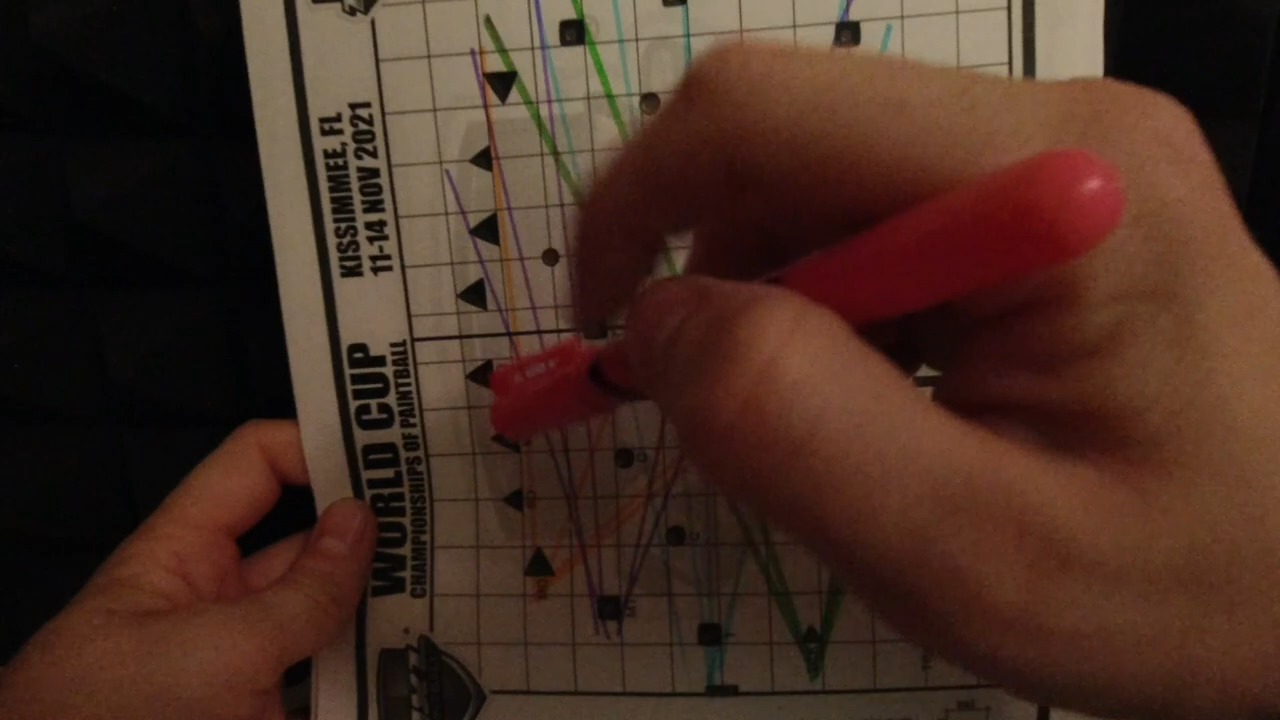 WORLD CUP
CHAMPIONSHIPS OF PAINTBALL
KISSIMMEE, FL
11-14 NOV 2021